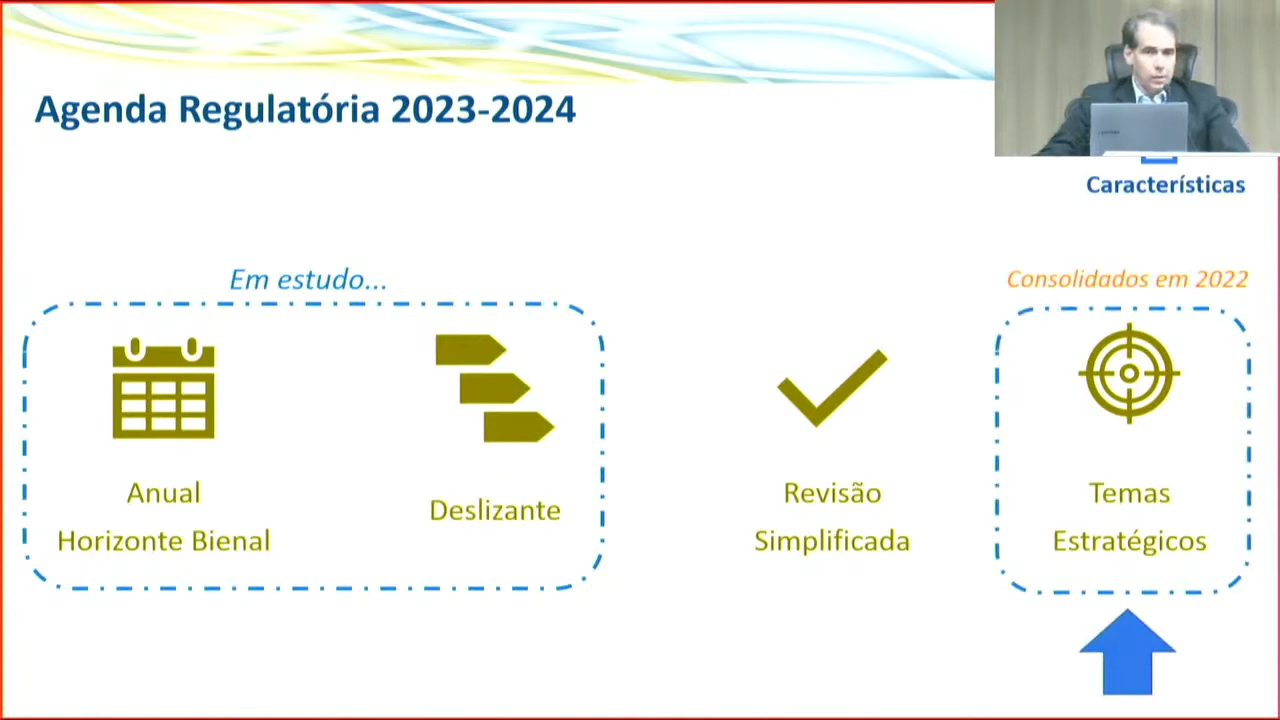 Agenda Regulatória 2023-2024
Características
Em estudo...
Consolidados em 2022
Anual
Horizonte Bienal
Deslizante
Revisão
Simplificada
Temas
Estratégicos